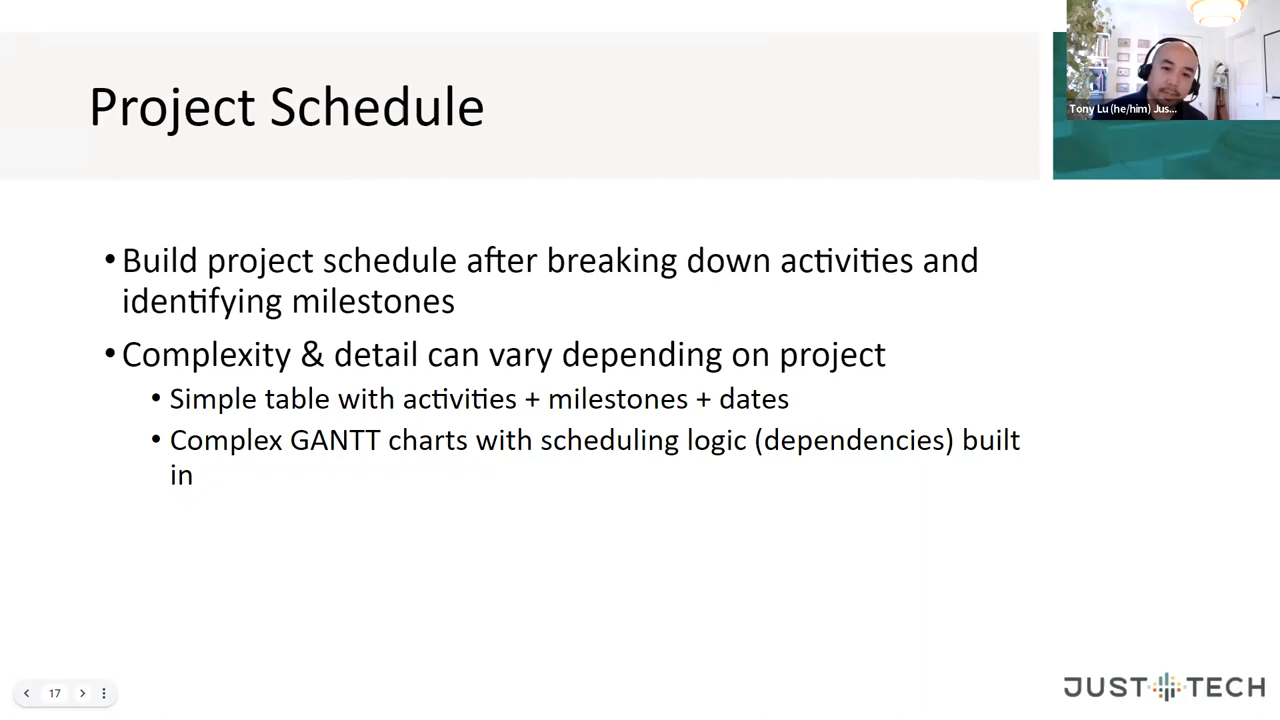 Project Schedule
Tony Lu (he/him) Jus...
• Build project schedule after breaking down activities and
identifying milestones
• Complexity & detail can vary depending on project
• Simple table with activities + milestones + dates
• Complex GANTT charts with scheduling logic (dependencies) built
in
17
JUST TECH